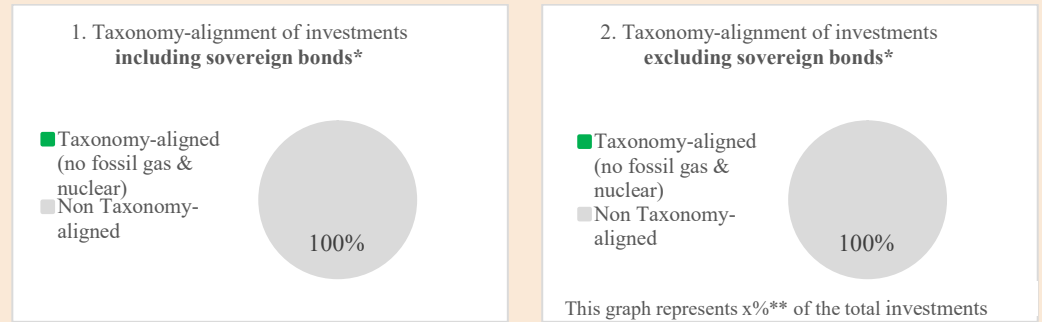 1. Taxonomy-alignment of investments
including sovereign bonds*
Taxonomy-aligned
(no fossil gas &
nuclear)
Non Taxonomy-
aligned
100%
2. Taxonomy-alignment of investments
excluding sovereign bonds*
Taxonomy-aligned
(no fossil gas &
nuclear)
Non Taxonomy-
aligned
100%
This graph represents x%** of the total investments